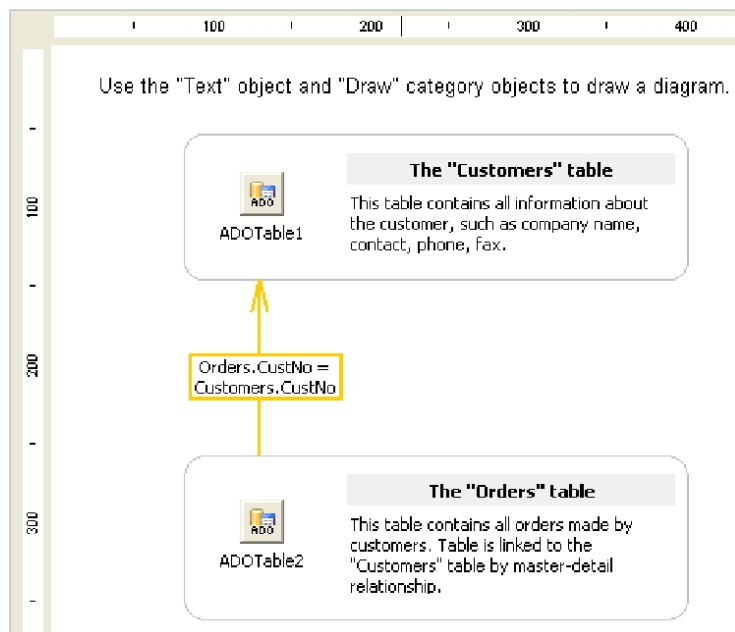 100 200 300 400
Use the "Text" object and "Draw" category objects to draw a diagram.
The "Customers" table
ADO
ADOTable1
This table contains all information about
the customer, such as company name,
contact, phone, fax.
100
200
Orders.CustNo =
Customers.CustNo
The "Orders" table
ADO
ADOTable2
This table contains all orders made by
customers. Table is linked to the
"Customers" table by master-detail
relationship.
300